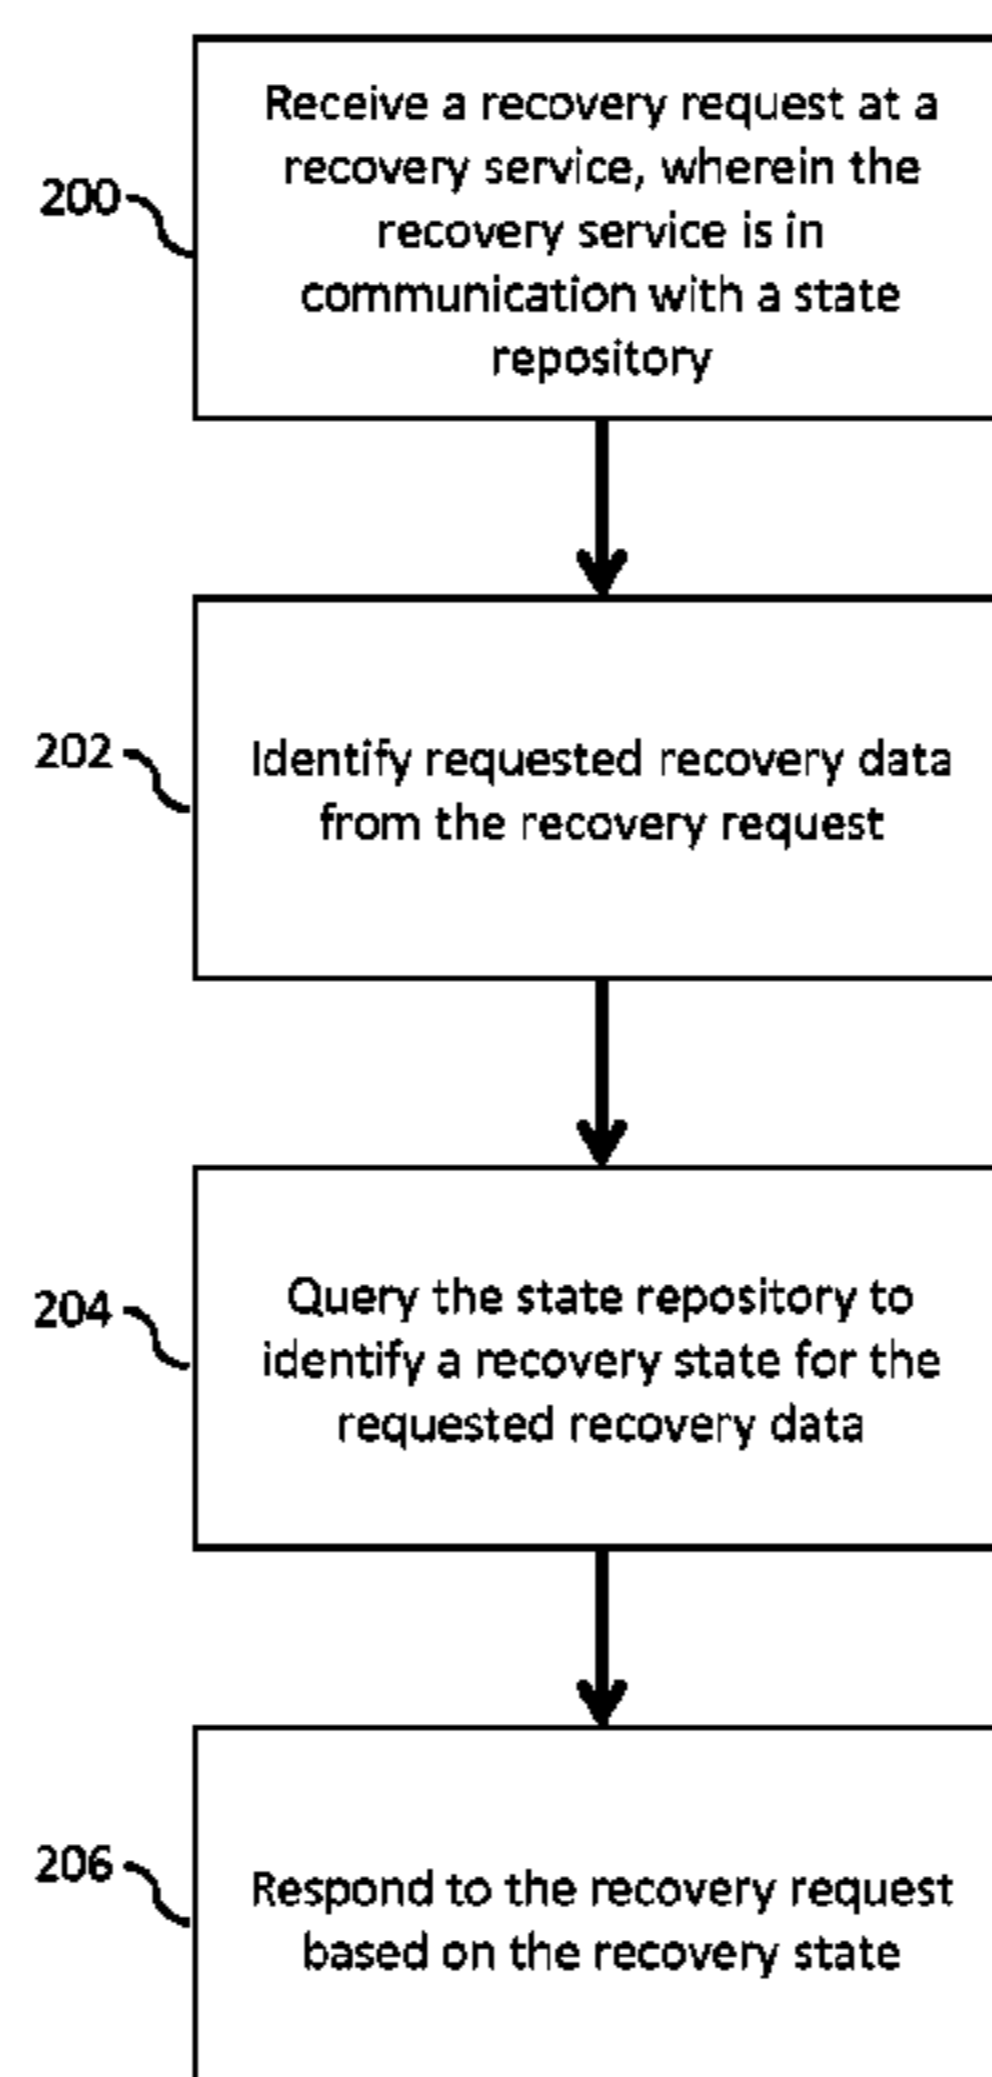 200
Receive a recovery request at a
recovery service, wherein the
recovery service is in
communication with a state
repository
202
Identify requested recovery data
from the recovery request
204
Query the state repository to
identify a recovery state for the
requested recovery data
206
Respond to the recovery request
based on the recovery state